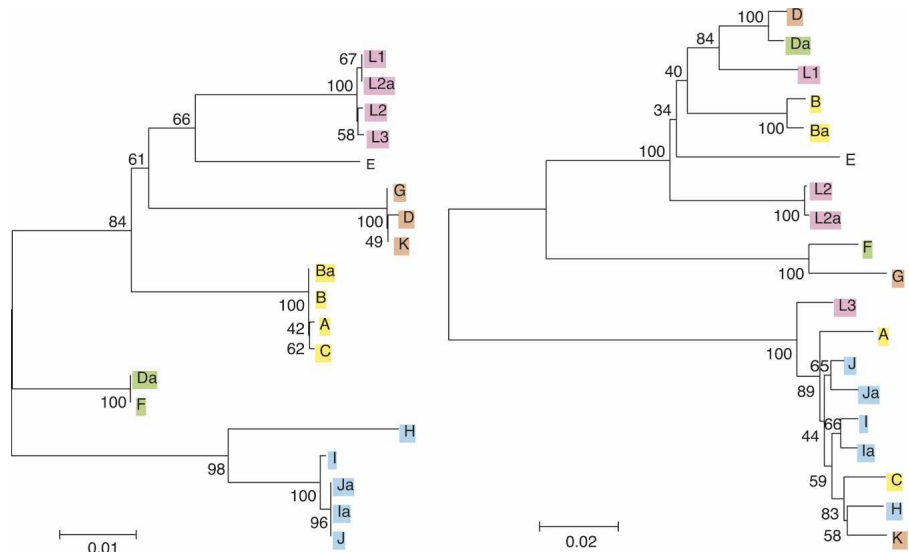 67
L1
100
L2a
L2
58
L3
66
E
61
G
100
D
49
K
84
Ba
100
B
42
A
62
C
Da
100
F
H
98
I
100
Ja
Ia
96
J
0.01
100
D
84
Da
L1
40
B
34
100
Ba
100
E
L2
100
L2a
F
100
G
L3
100
A
65
J
89
Ja
66
I
44
Ia
59
C
83
H
58
K
0.02